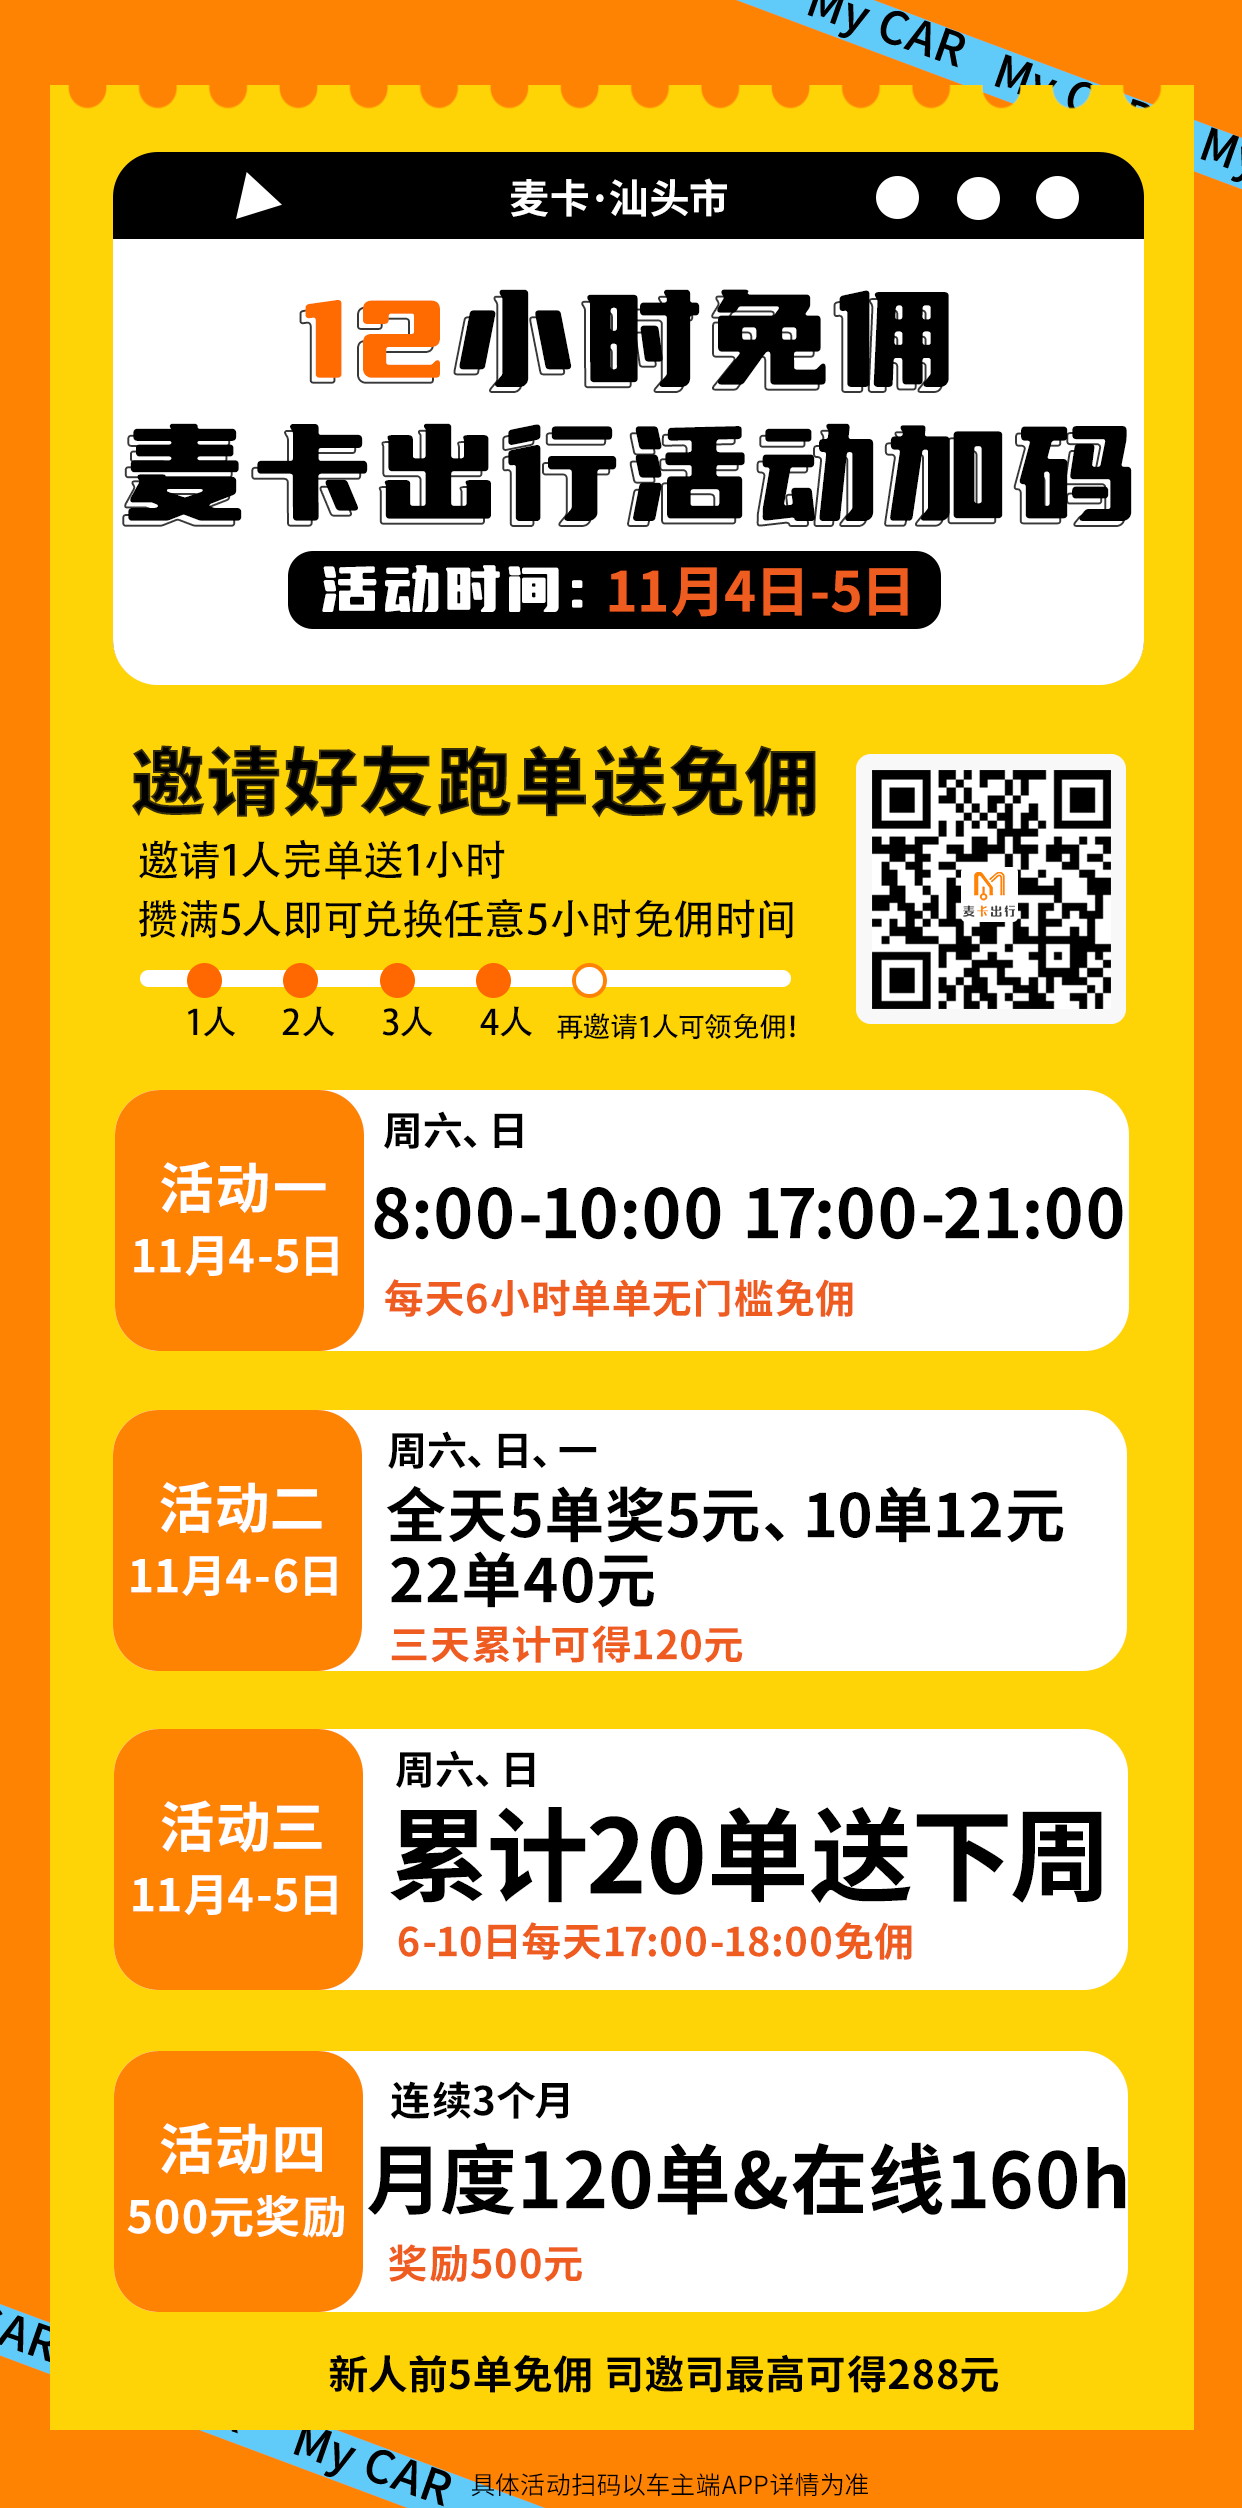 My CAR My C
My
麦卡·汕头市
12小时免佣
麦卡出行活动加码
活动时间：11月4日-5日
邀请好友跑单送免佣
邀请1人完单送1小时
攒满5人即可兑换任意5小时免佣时间
1人 2人 3人 4人 再邀请1人可领免佣!
麦卡出行
活动一
11月4-5日
周六、日
8:00-10:00 17:00-21:00
每天6小时单单无门槛免佣
活动二
11月4-6日
周六、日、一
全天5单奖5元、10单12元
22单40元
三天累计可得120元
活动三
11月4-5日
周六、日
累计20单送下周
6-10日每天17:00-18:00免佣
活动四
500元奖励
连续3个月
月度120单&在线160h
奖励500元
CAR
新人前5单免佣 司邀司最高可得288元
My CAR
具体活动扫码以车主端APP详情为准